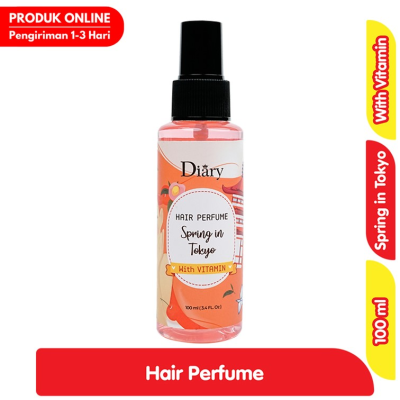 PRODUK ONLINE
Pengiriman 1-3 Hari
Diary
HAIR PERFUME
Spring in
Tokyo
With VITAMIN
100 ml (3.4 FL.Oz)
With Vitamin
Spring in Tokyo
100 ml
Hair Perfume